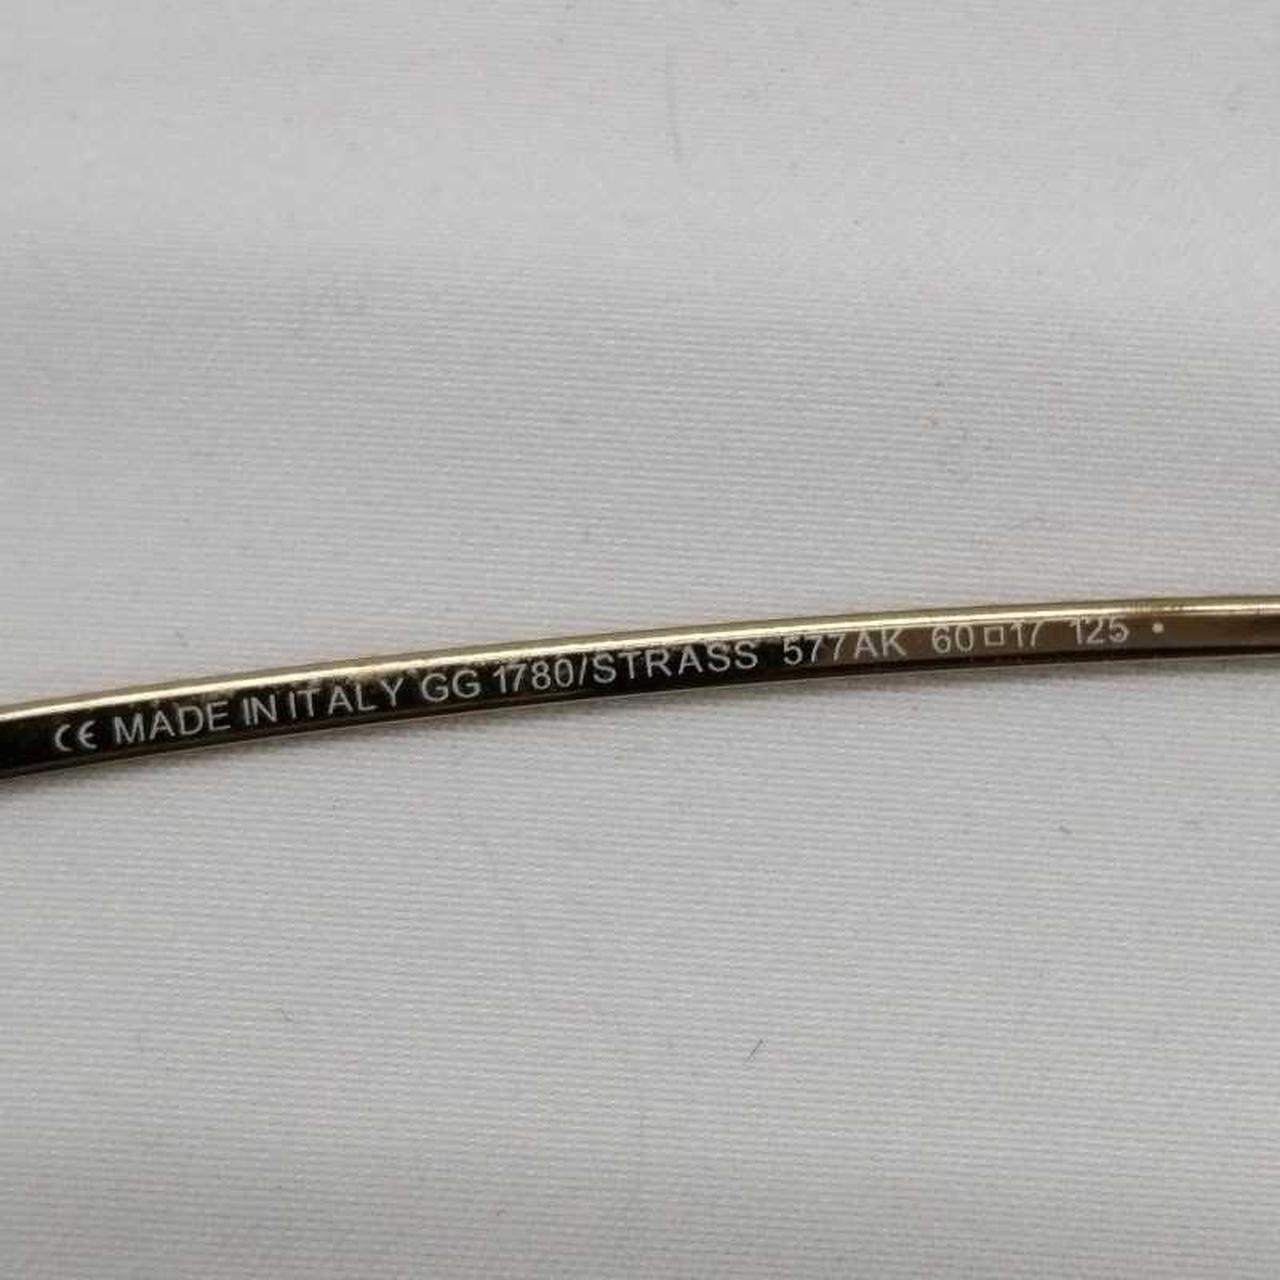 CE MADE IN ITALY GG 1780/STRASS 577AK 60□17 125 •